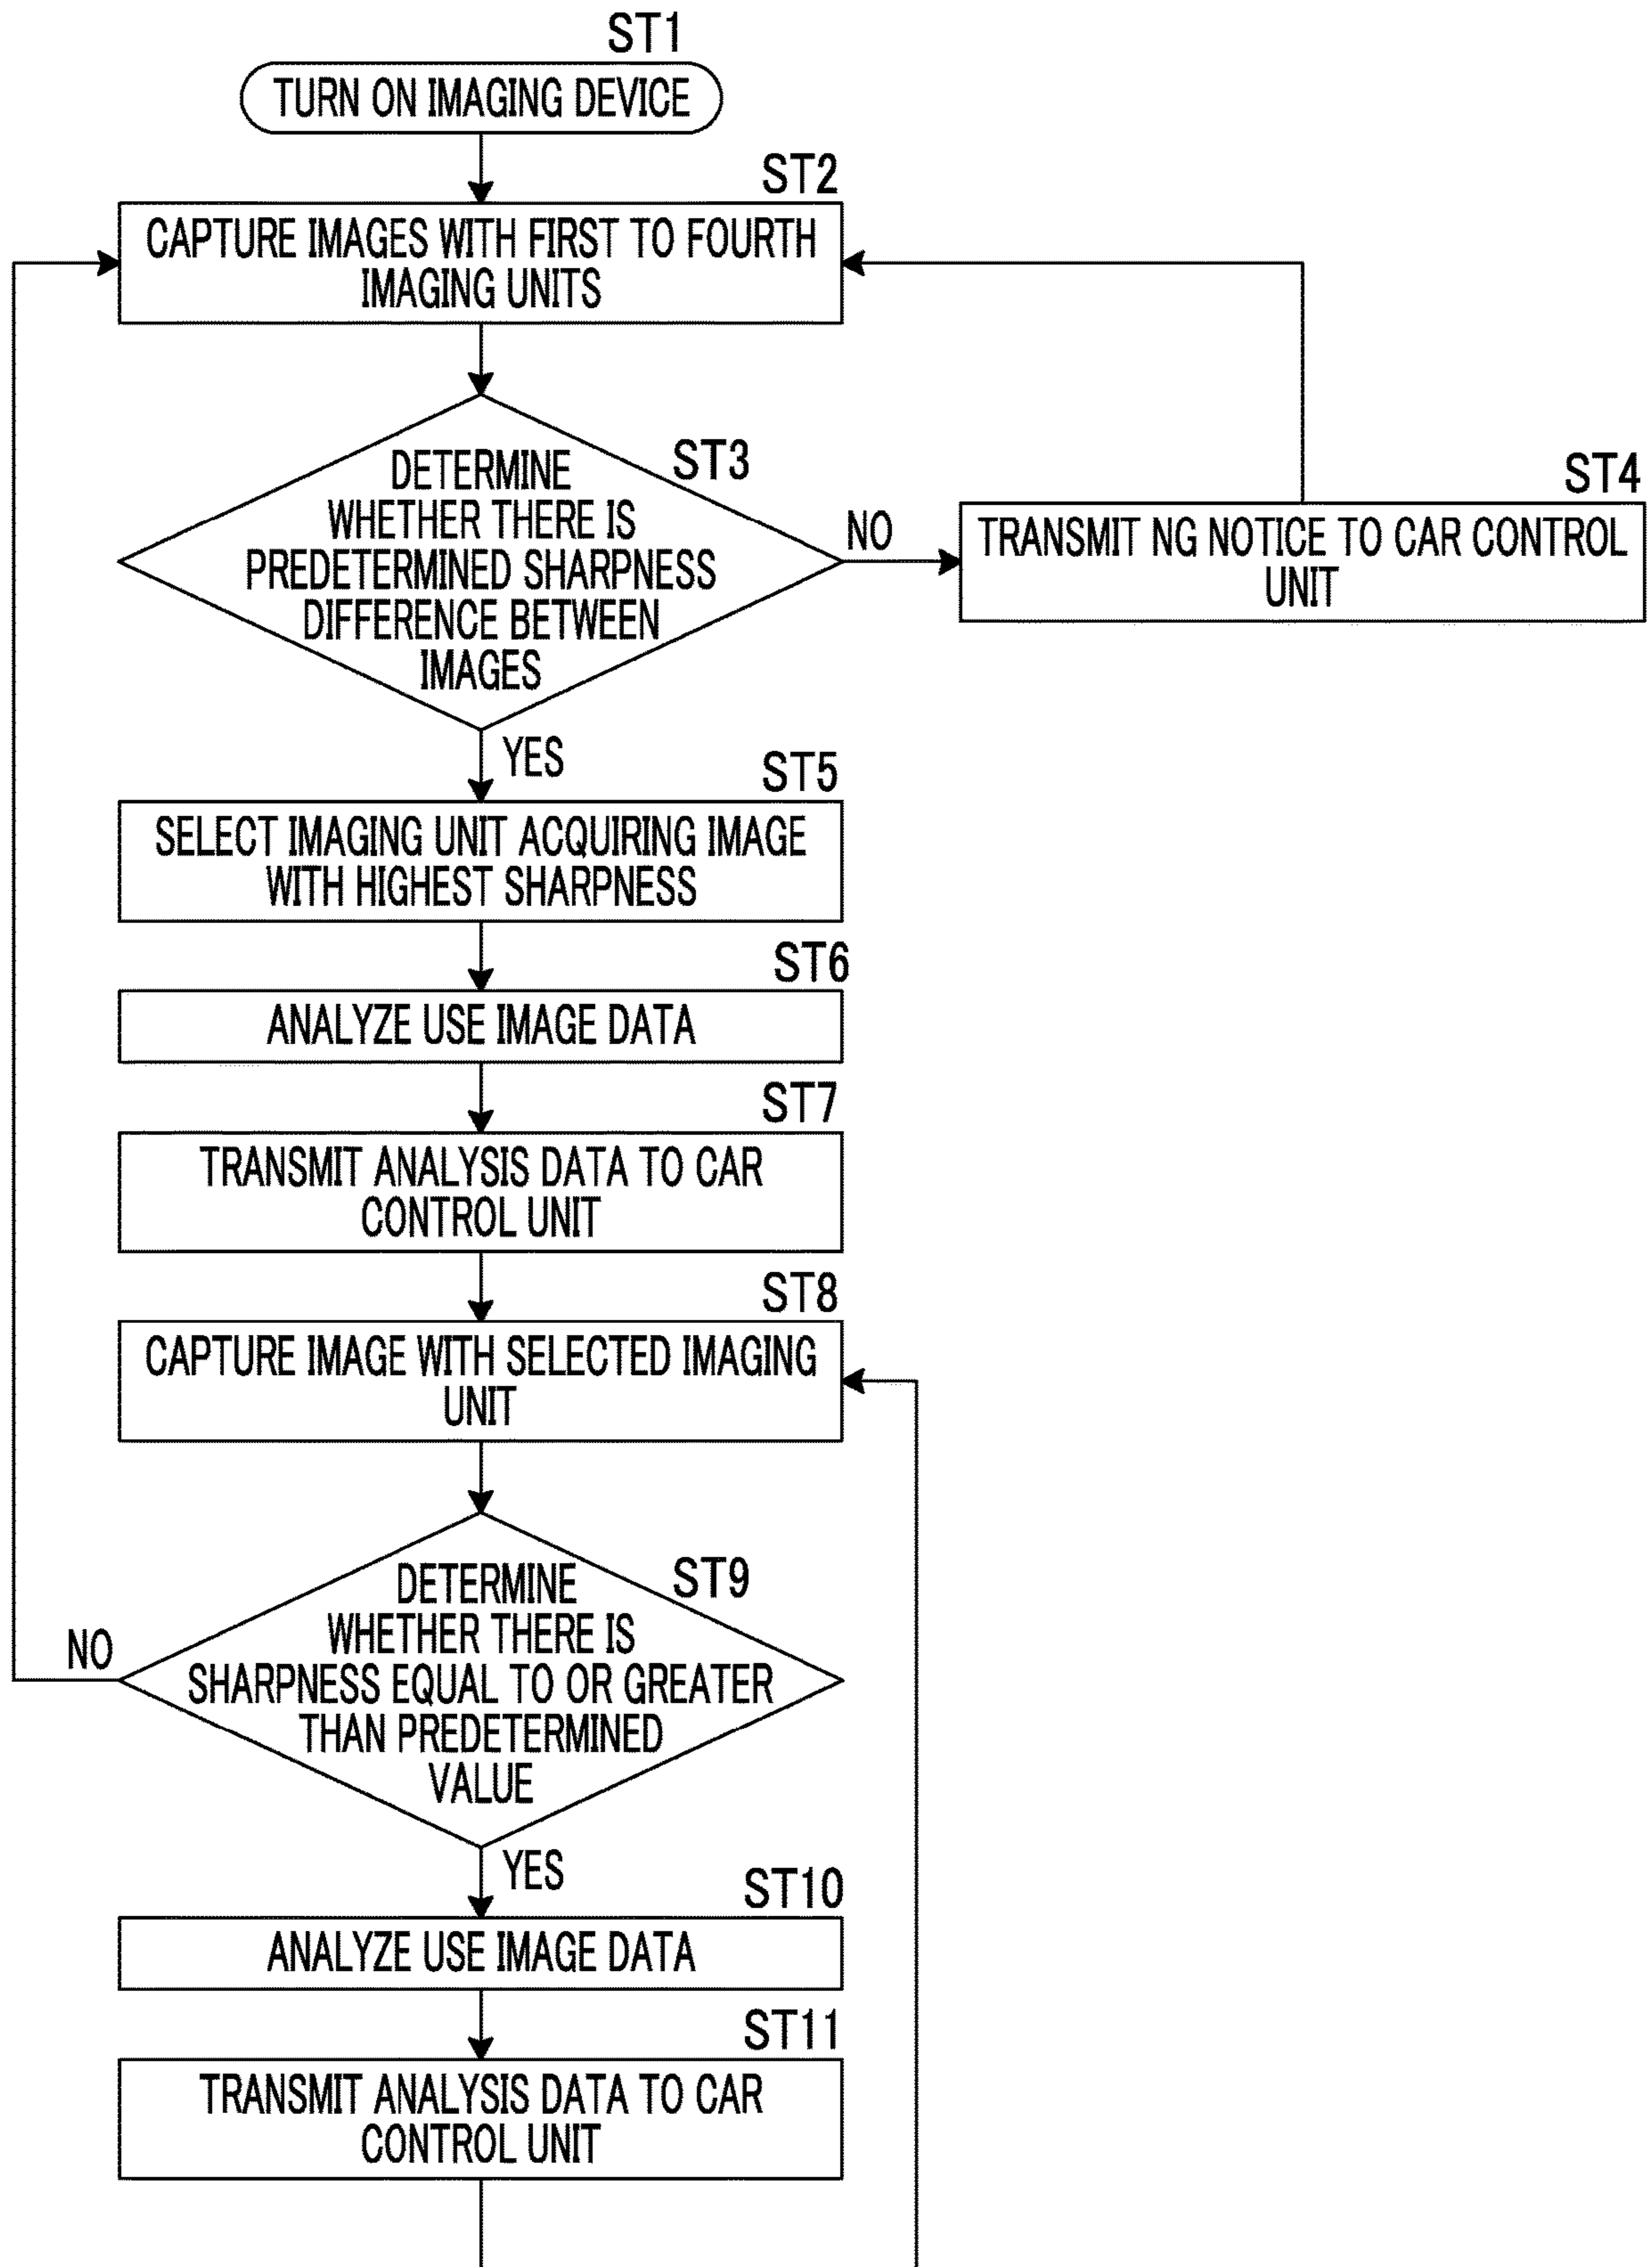 ST1
TURN ON IMAGING DEVICE
ST2
CAPTURE IMAGES WITH FIRST TO FOURTH
IMAGING UNITS
ST3
DETERMINE
WHETHER THERE IS
PREDETERMINED SHARPNESS
DIFFERENCE BETWEEN
IMAGES
NO
ST4
TRANSMIT NG NOTICE TO CAR CONTROL
UNIT
YES
ST5
SELECT IMAGING UNIT ACQUIRING IMAGE
WITH HIGHEST SHARPNESS
ST6
ANALYZE USE IMAGE DATA
ST7
TRANSMIT ANALYSIS DATA TO CAR
CONTROL UNIT
ST8
CAPTURE IMAGE WITH SELECTED IMAGING
UNIT
ST9
DETERMINE
WHETHER THERE IS
SHARPNESS EQUAL TO OR GREATER
THAN PREDETERMINED
VALUE
NO
YES
ST10
ANALYZE USE IMAGE DATA
ST11
TRANSMIT ANALYSIS DATA TO CAR
CONTROL UNIT